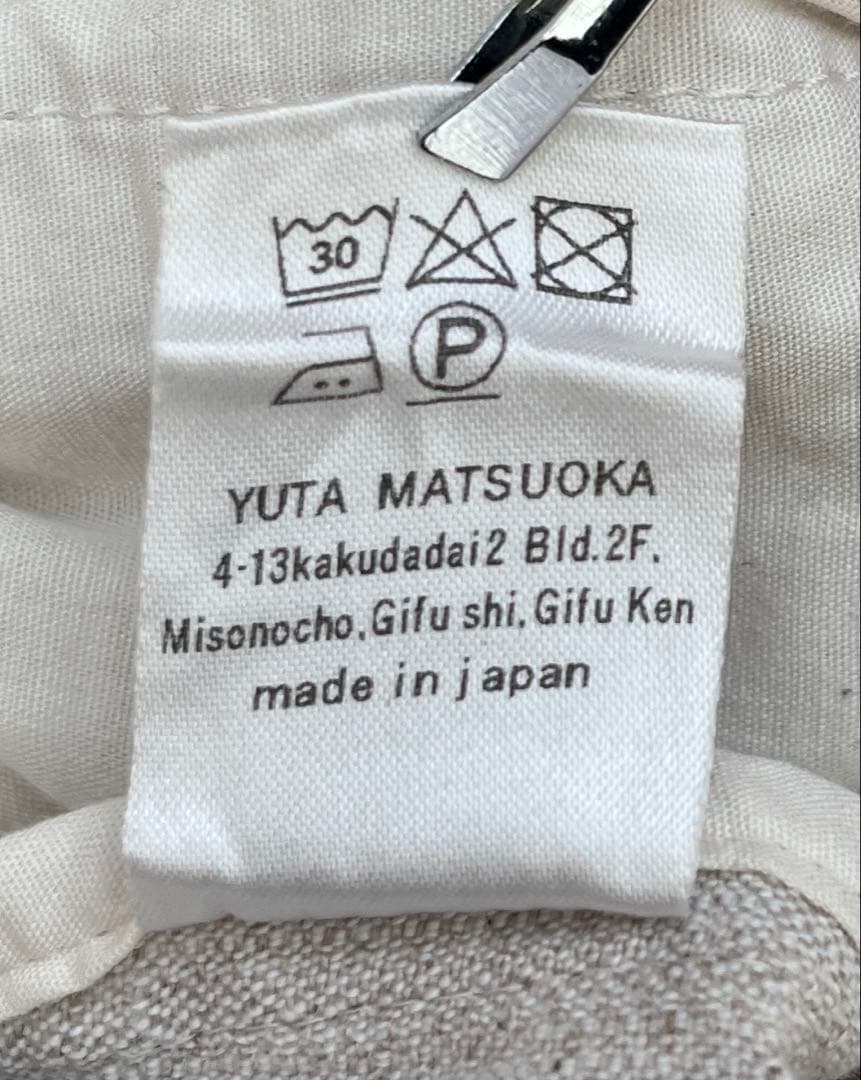 30
P
YUTA MATSUOKA
4-13kakudadai2 Bld.2F.
Misonocho,Gifu shi,Gifu Ken
made in japan